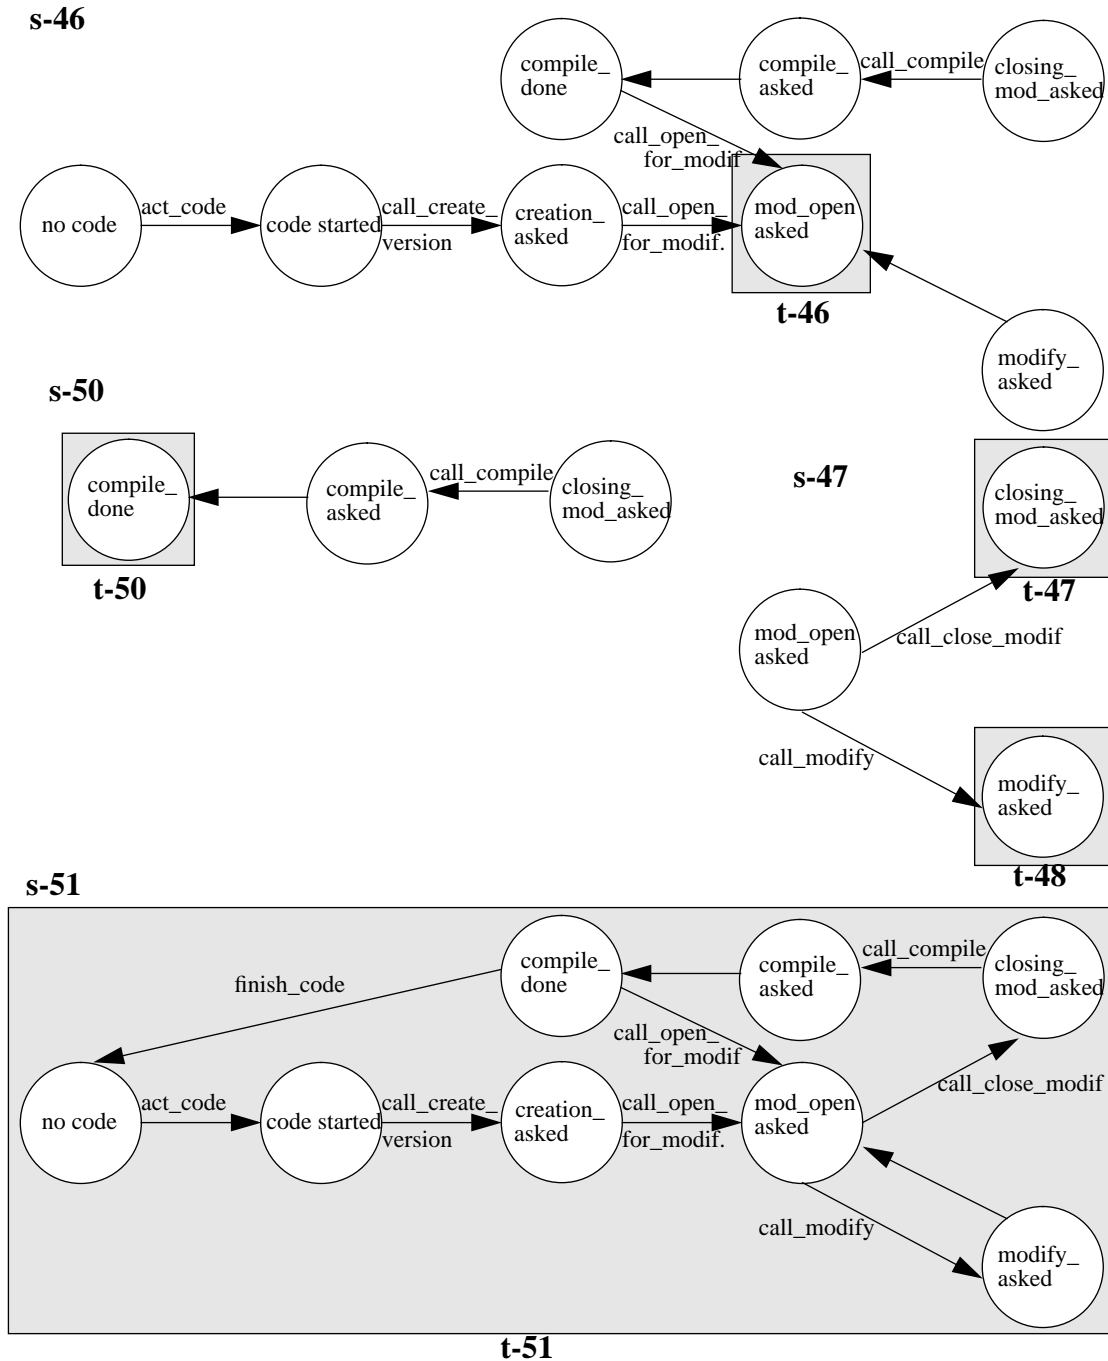 s-46
compile_
done
compile_
asked
call_compile
closing_
mod_asked
call_open_
for_modif
no code
act_code
code started
call_create_
version
creation_
asked
call_open_
for_modif.
mod_open
asked
t-46
modify_
asked
s-50
compile_
done
compile_
asked
call_compile
closing_
mod_asked
t-50
s-47
closing_
mod_asked
t-47
mod_open
asked
call_close_modif
call_modify
modify_
asked
t-48
s-51
compile_
done
compile_
asked
call_compile
closing_
mod_asked
finish_code
call_open_
for_modif
call_close_modif
no code
act_code
code started
call_create_
version
creation_
asked
call_open_
for_modif.
mod_open
asked
call_modify
modify_
asked
t-51